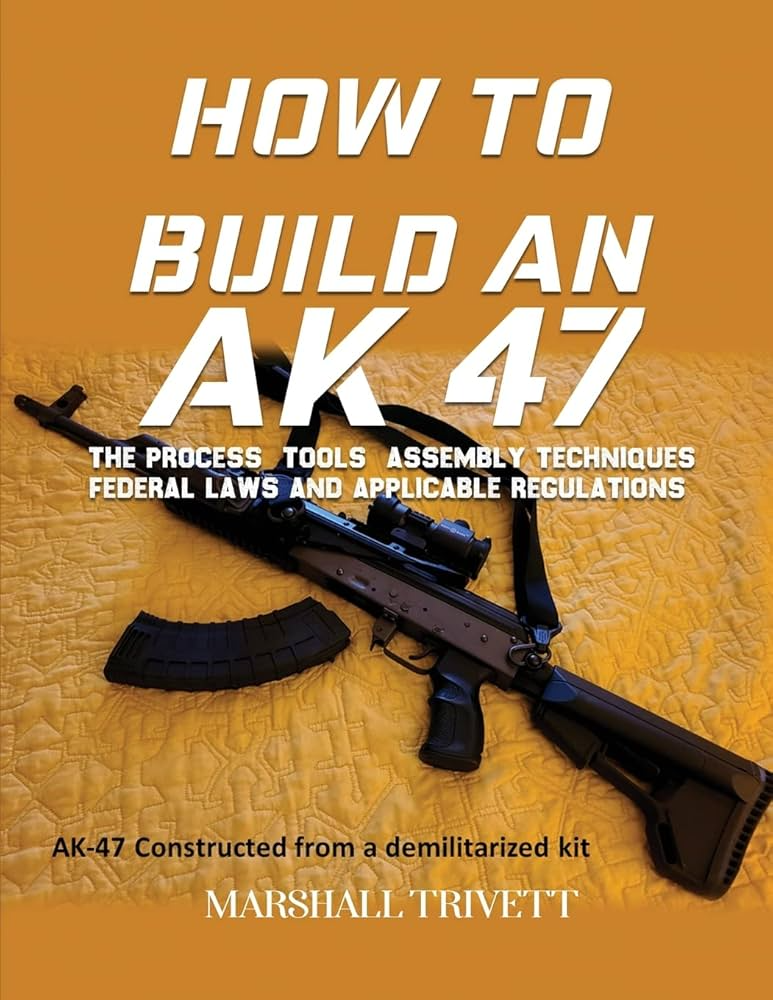 HOW TO
BUILD AN
AK 47
THE PROCESS TOOLS ASSEMBLY TECHNIQUES
FEDERAL LAWS AND APPLICABLE REGULATIONS
AK-47 Constructed from a demilitarized kit
MARSHALL TRIVETT